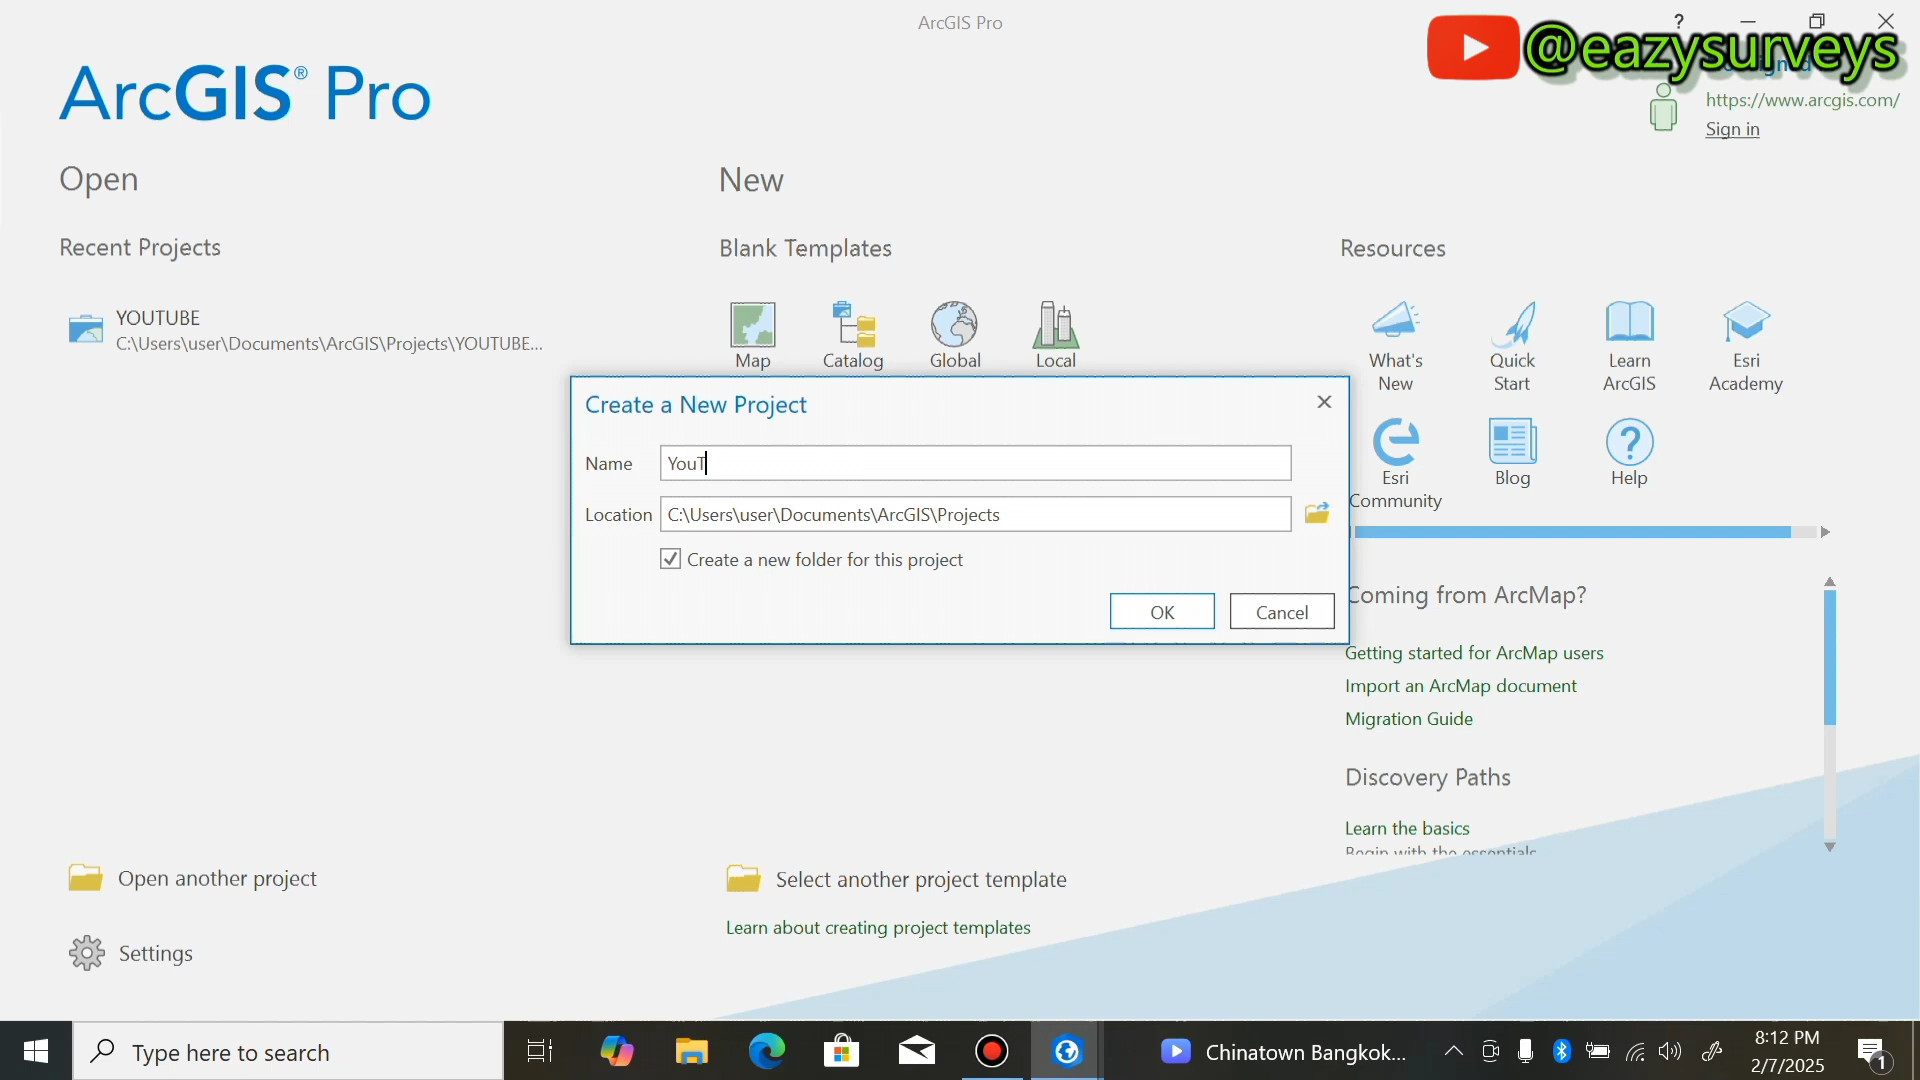 ArcGIS Pro
?
@eazysurveys
ArcGIS® Pro
https://www.arcgis.com/
Sign in
Open
New
Recent Projects
Blank Templates
Resources
YOUTUBE
C:\Users\user\Documents\ArcGIS\Projects\YOUTUBE...
Map
Catalog
Global
Local
What's New
Quick Start
Learn ArcGIS
Esri Academy
Create a New Project
Name
YouT
Location
C:\Users\user\Documents\ArcGIS\Projects
Create a new folder for this project
OK
Cancel
Esri Community
Blog
Help
Coming from ArcMap?
Getting started for ArcMap users
Import an ArcMap document
Migration Guide
Discovery Paths
Learn the basics
Begin with the essentials
Open another project
Select another project template
Learn about creating project templates
Settings
Type here to search
Chinatown Bangkok...
8:12 PM
2/7/2025
1